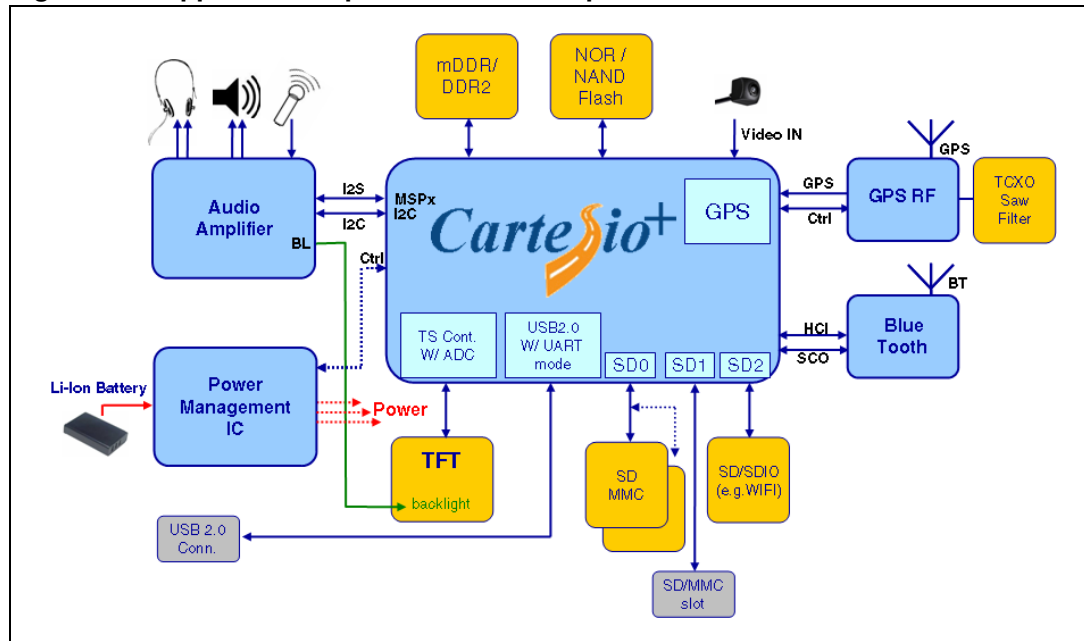 mDDR/
DDR2
NOR /
NAND
Flash
Video IN
Audio
Amplifier
BL
I2S
I2C
MSPx
I2C
Ctrl
Cartesio+
GPS
GPS
Ctrl
GPS RF
GPS
TCXO
Saw
Filter
TS Cont.
W/ ADC
USB2.0
W/ UART
mode
SD0
SD1
SD2
HCI
SCO
Blue
Tooth
BT
Li-Ion Battery
Power
Management
IC
Power
TFT
backlight
SD
MMC
SD/SDIO
(e.g.WIFI)
USB 2.0
Conn.
SD/MMC
slot